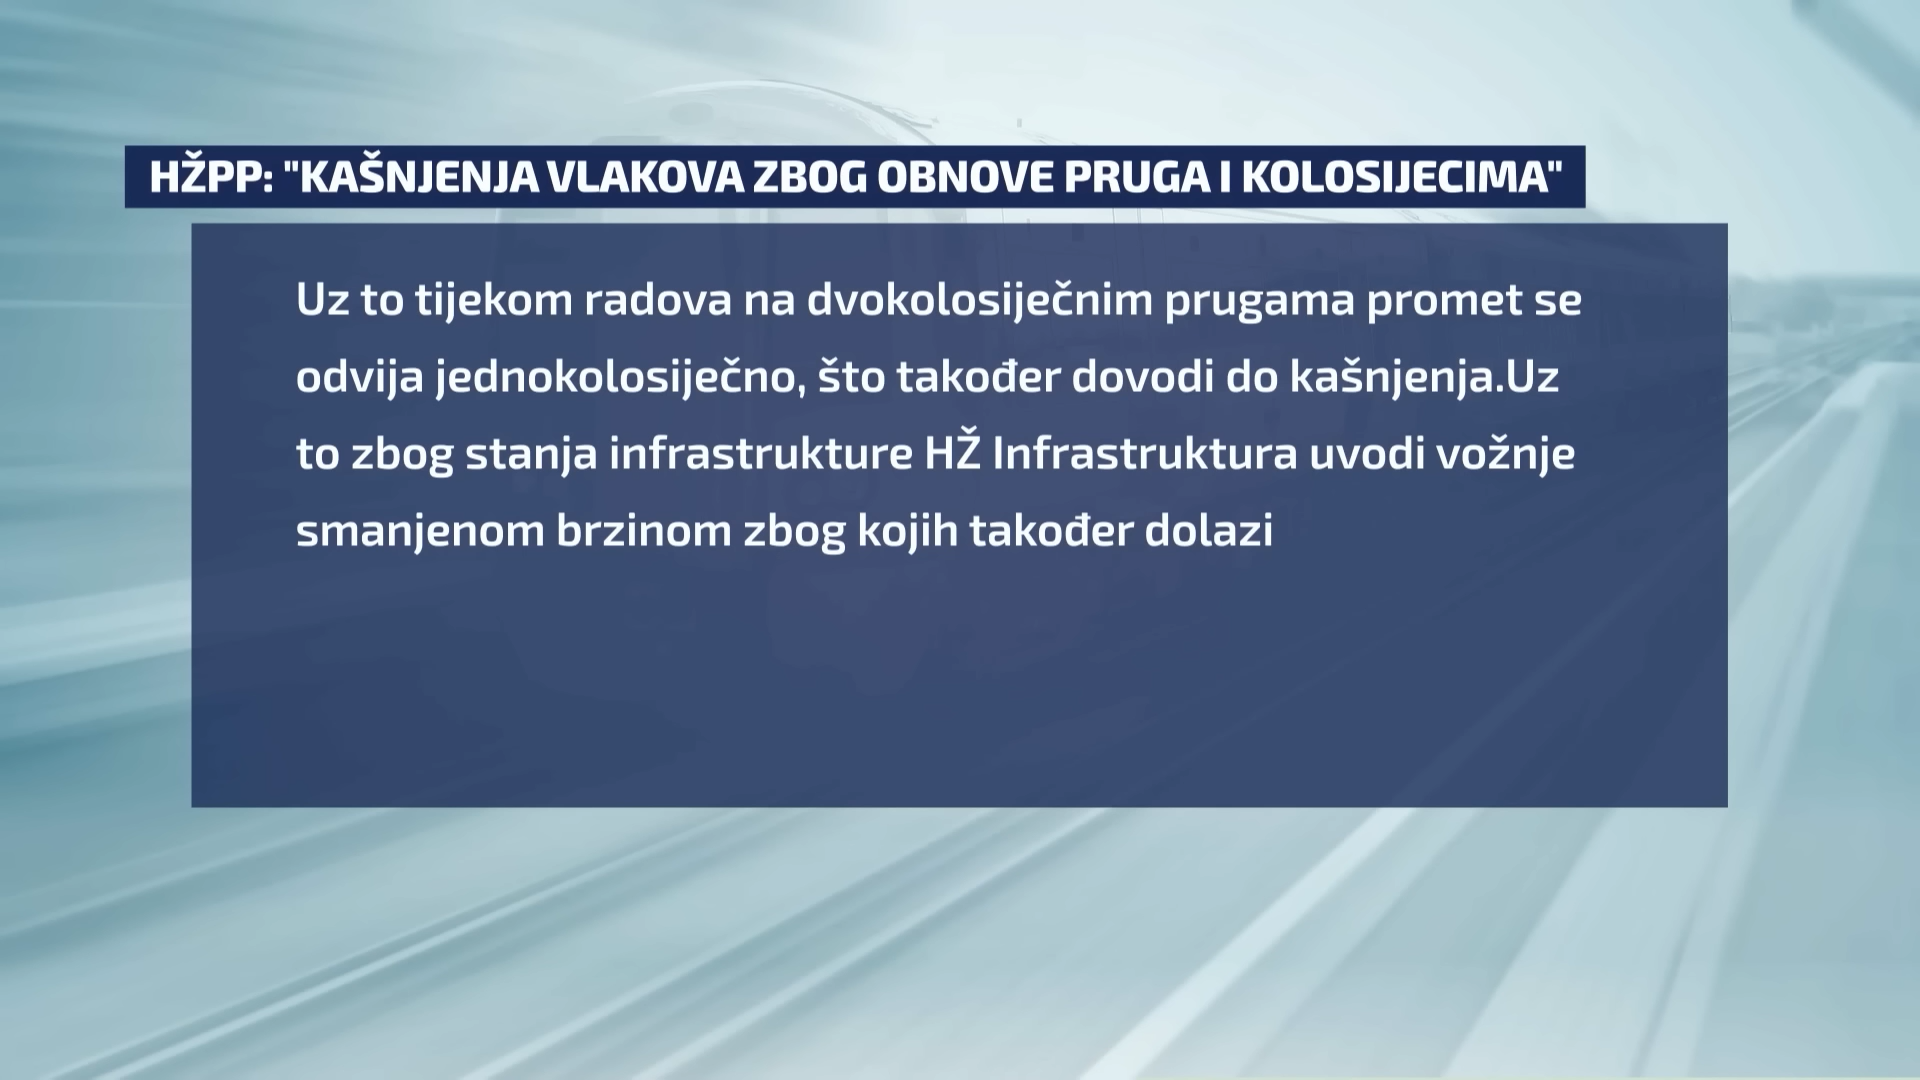 HŽPP: "KAŠNJENJA VLAKOVA ZBOG OBNOVE PRUGA I KOLOSIJECIMA"
Uz to tijekom radova na dvokolosiječnim prugama promet se
odvija jednokolosiječno, što također dovodi do kašnjenja.Uz
to zbog stanja infrastrukture HŽ Infrastruktura uvodi vožnje
smanjenom brzinom zbog kojih također dolazi